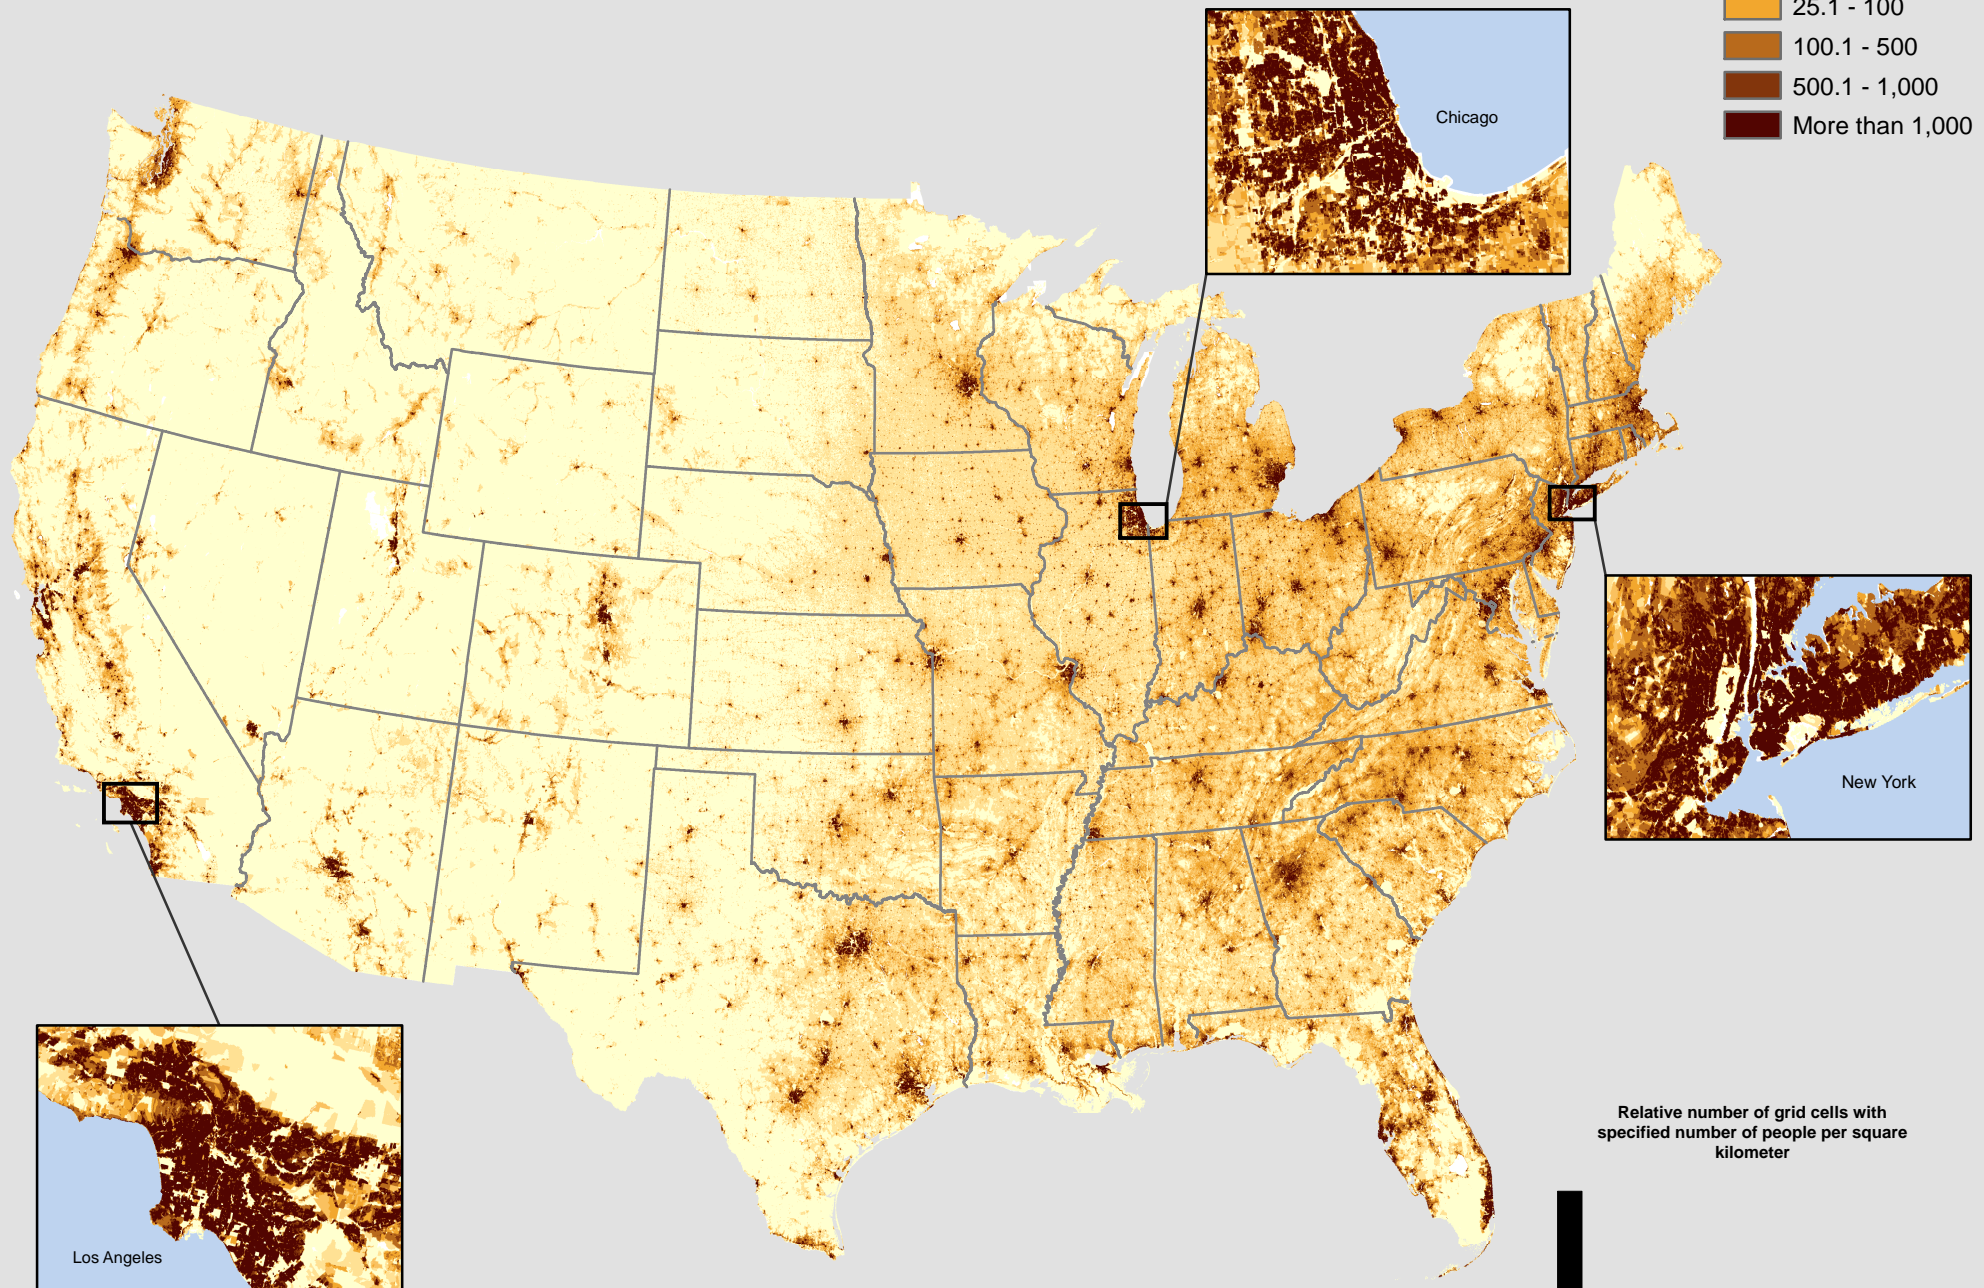 25.1 - 100
100.1 - 500
500.1 - 1,000
More than 1,000
Chicago
New York
Los Angeles
Relative number of grid cells with
specified number of people per square
kilometer